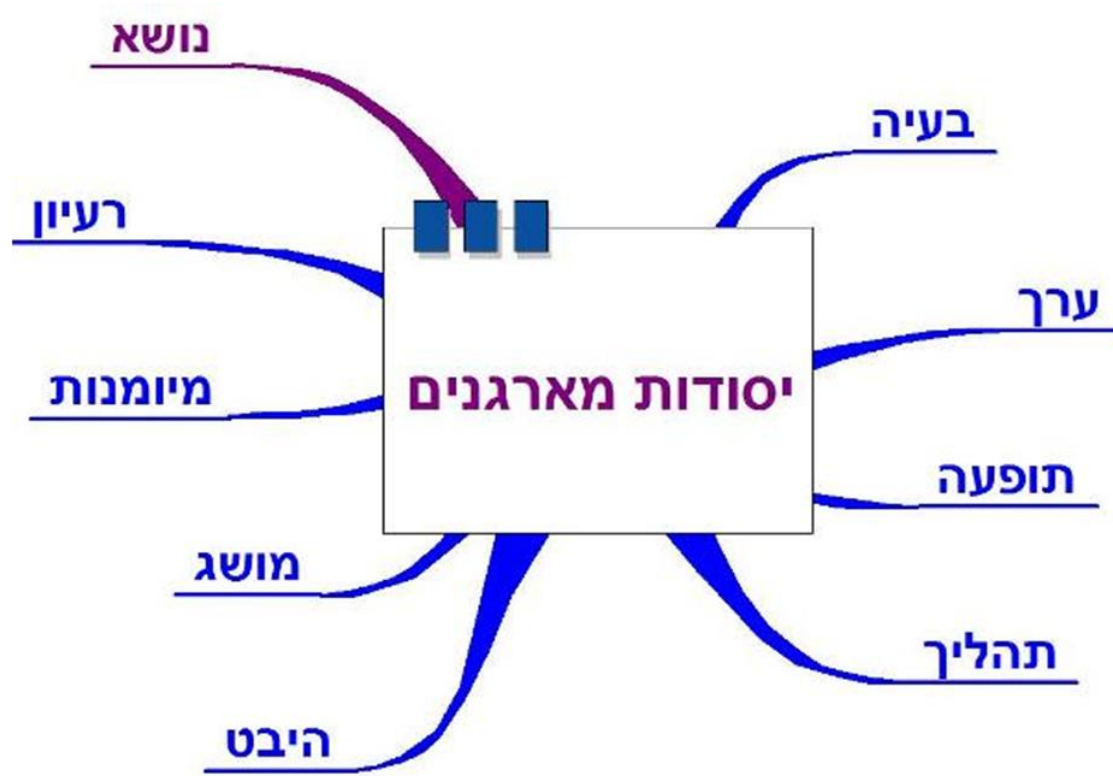 נושא
בעיה
רעיון
ערך
יסודות מארגנים
מיומנות
תופעה
מושג
תהליך
היבט